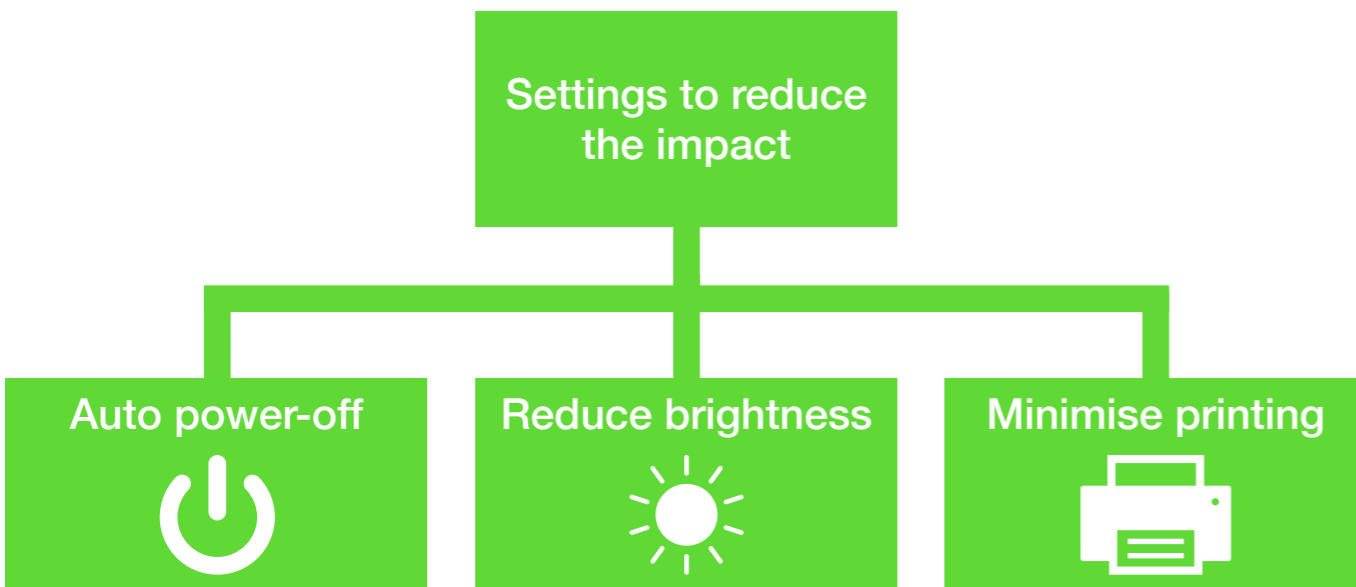 Settings to reduce
the impact
Auto power-off
Reduce brightness
Minimise printing